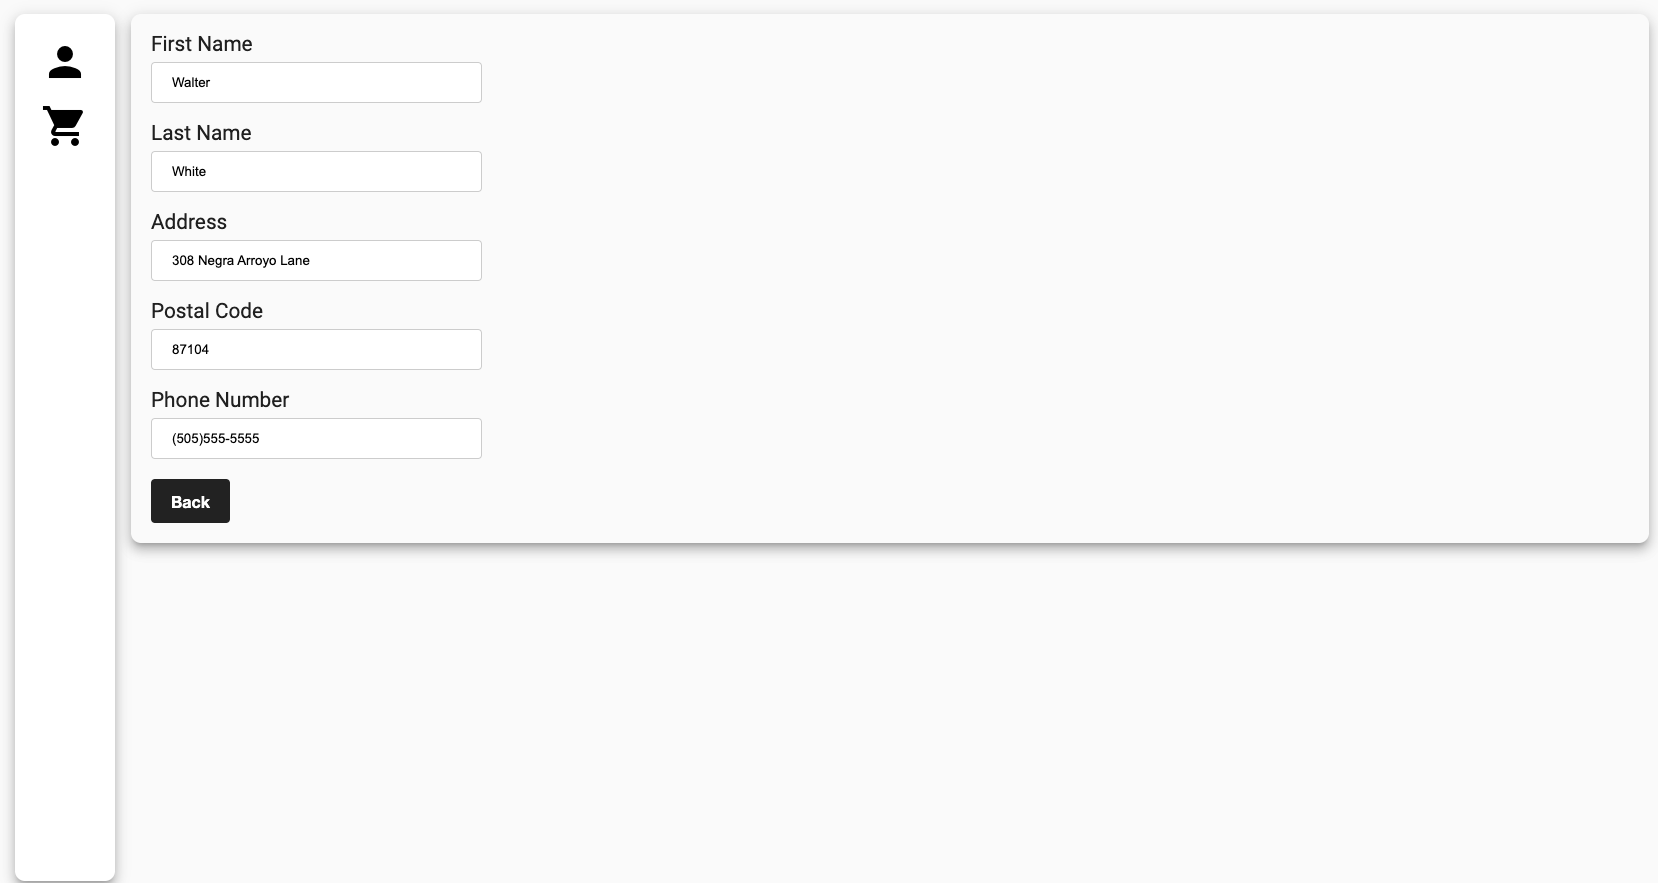 First Name
Walter
Last Name
White
Address
308 Negra Arroyo Lane
Postal Code
87104
Phone Number
(505)555-5555
Back